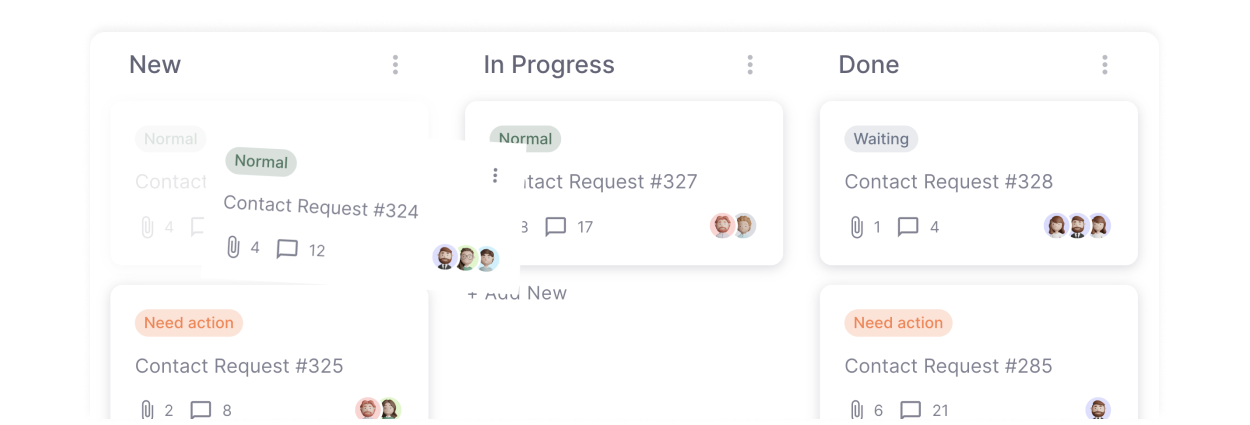 New
In Progress
Done
Normal
Contact
4
Normal
Contact Request #324
4 12
Normal
Request #327
17
+ Add New
Waiting
Contact Request #328
1 4
Need action
Contact Request #325
2 8
Need action
Contact Request #285
6 21